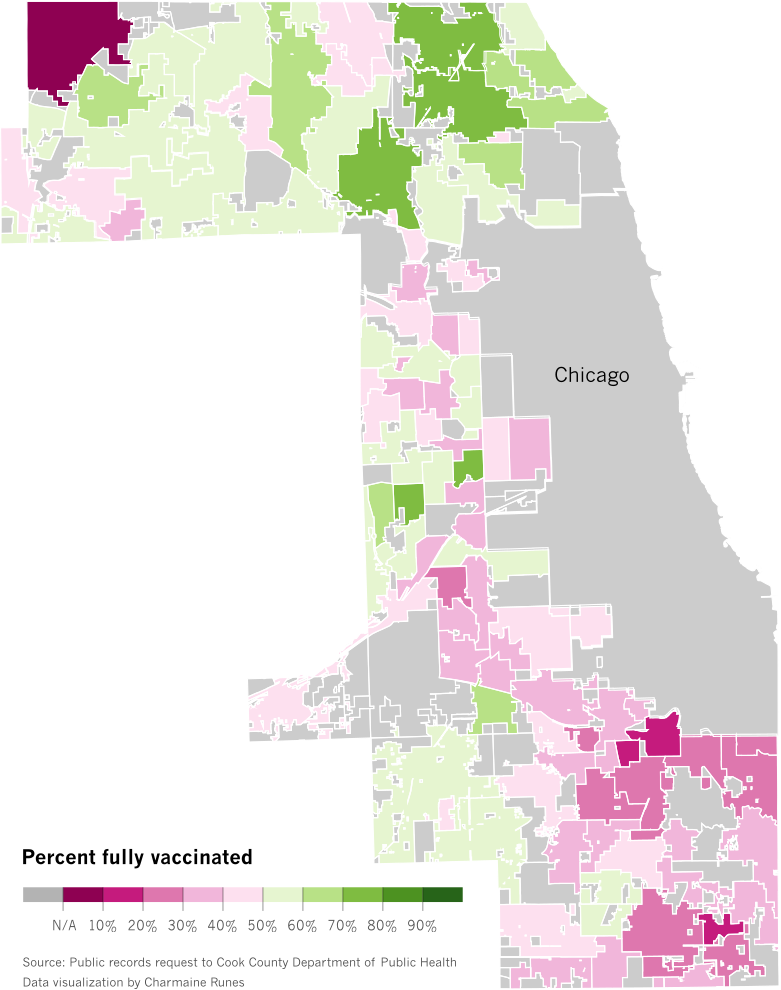 Chicago
Percent fully vaccinated
N/A 10% 20% 30% 40% 50% 60% 70% 80% 90%
Source: Public records request to Cook County Department of Public Health
Data visualization by Charmaine Runes